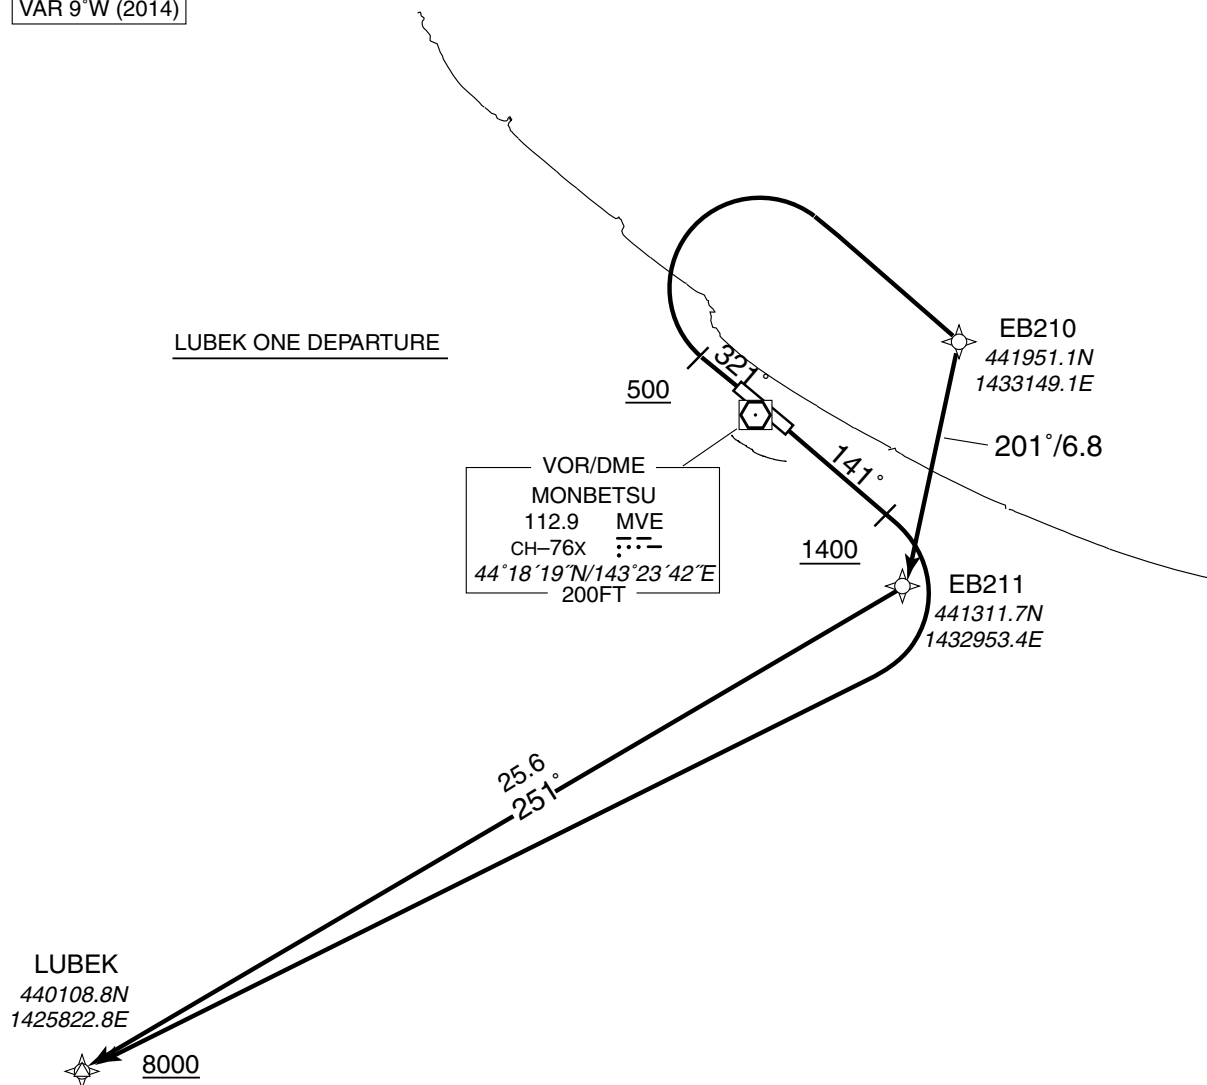 VAR 9°W (2014)
LUBEK ONE DEPARTURE
EB210
441951.1N
1433149.1E
321°
500
201°/6.8
141°
VOR/DME
MONBETSU
112.9 MVE
CH–76X
44°18´19˝N/143°23´42˝E
200FT
1400
EB211
441311.7N
1432953.4E
25.6
251°
LUBEK
440108.8N
1425822.8E
8000